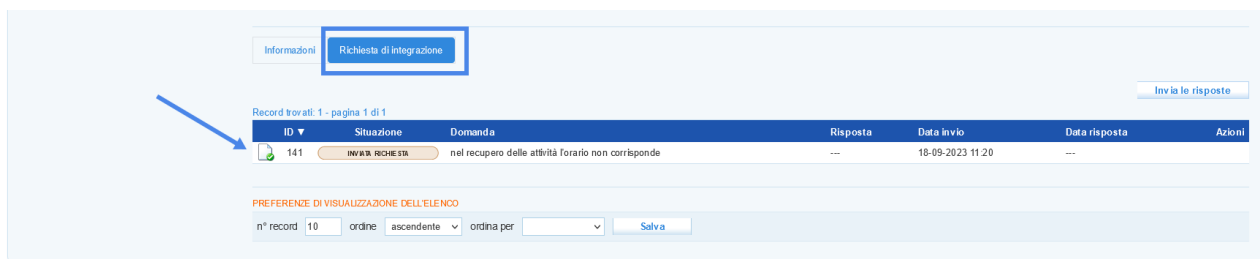 Informazioni Richiesta di integrazione
Invia le risposte
Record trovati: 1 - pagina 1 di 1
ID ▼ Situazione Domanda Risposta Data invio Data risposta Azioni
141 INVIATA RICHIESTA nel recupero delle attività l'orario non corrisponde --- 18-09-2023 11:20 ---
PREFERENZE DI VISUALIZZAZIONE DELL'ELENCO
n° record 10 ordine ascendente ordina per Salva